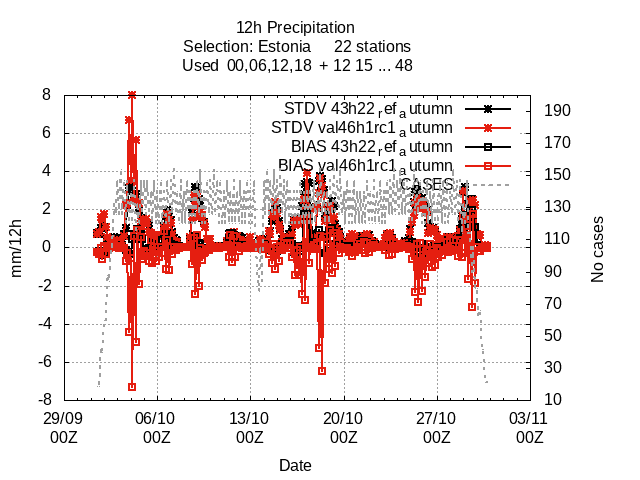 12h Precipitation
Selection: Estonia 22 stations
Used 00,06,12,18 + 12 15 ... 48
STDV 43h22ref_autumn
STDV val46h1rc1_autumn
BIAS 43h22ref_autumn
BIAS val46h1rc1_autumn
CASES
8
6
4
2
0
-2
-4
-6
-8
mm/12h
190
170
150
130
110
90
70
50
30
10
No cases
29/09 06/10 13/10 20/10 27/10 03/11
00Z 00Z 00Z 00Z 00Z 00Z
Date